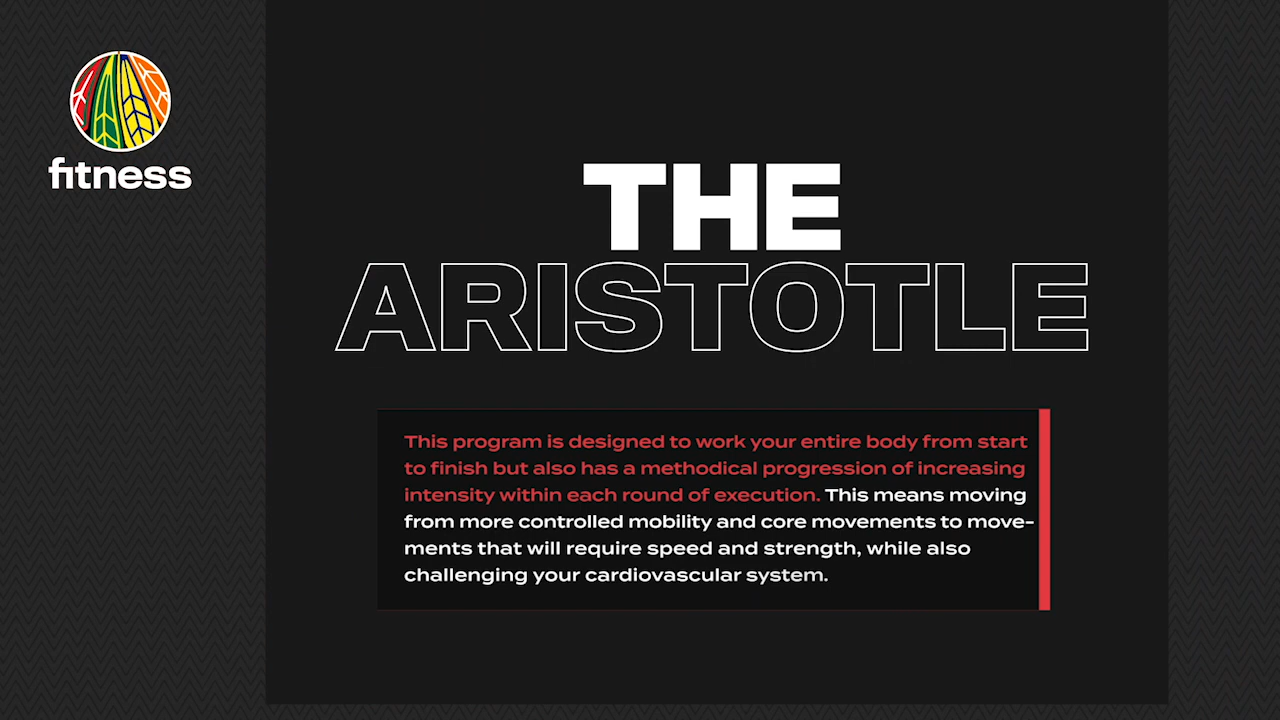 fitness
THE
ARISTOTLE
This program is designed to work your entire body from start
to finish but also has a methodical progression of increasing
intensity within each round of execution. This means moving
from more controlled mobility and core movements to move-
ments that will require speed and strength, while also
challenging your cardiovascular system.